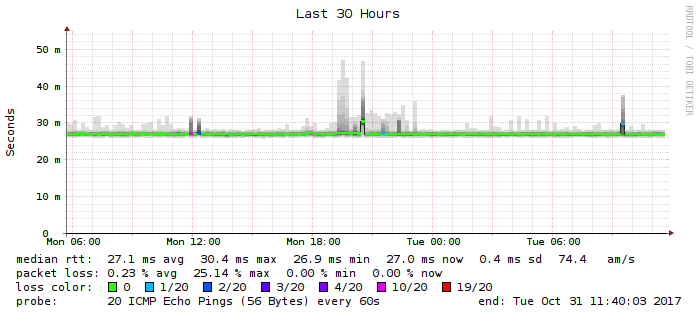 Last 30 Hours
RRDTOOL / TOBI OETIKER
Seconds
50 m
40 m
30 m
20 m
10 m
0
Mon 06:00 Mon 12:00 Mon 18:00 Tue 00:00 Tue 06:00
median rtt: 27.1 ms avg 30.4 ms max 26.9 ms min 27.0 ms now 0.4 ms sd 74.4 am/s
packet loss: 0.23 % avg 25.14 % max 0.00 % min 0.00 % now
loss color: 0 1/20 2/20 3/20 4/20 10/20 19/20
probe: 20 ICMP Echo Pings (56 Bytes) every 60s end: Tue Oct 31 11:40:03 2017